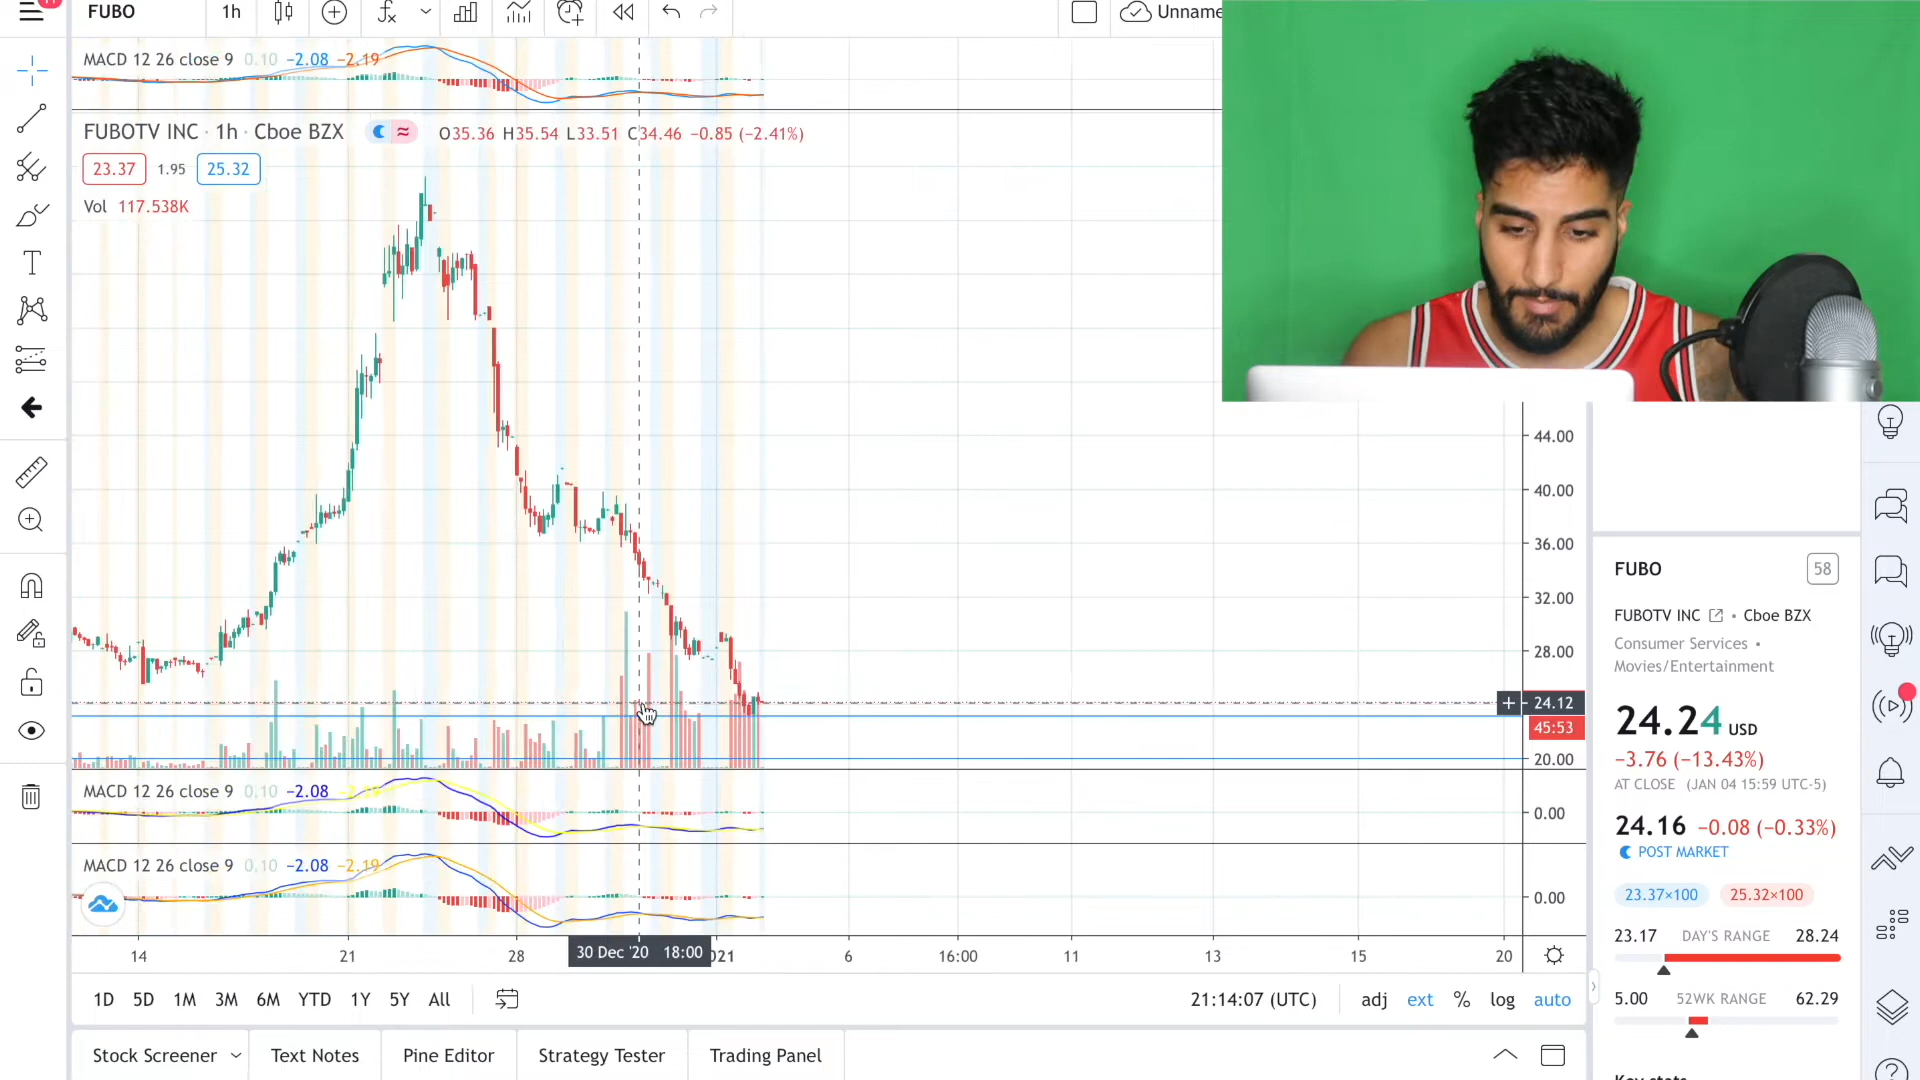 11
FUBO 1h Unname
MACD 12 26 close 9 0.10 −2.08 −2.19
FUBOTV INC · 1h · Cboe BZX O35.36 H35.54 L33.51 C34.46 −0.85 (−2.41%)
23.37 1.95 25.32
Vol 117.538K
44.00
40.00
36.00
32.00
28.00
24.12
45:53
20.00
MACD 12 26 close 9 0.10 −2.08 −2.19
0.00
MACD 12 26 close 9 0.10 −2.08 −2.19
0.00
14 21 28 30 Dec '20 18:00 021 6 16:00 11 13 15 20
1D 5D 1M 3M 6M YTD 1Y 5Y All 21:14:07 (UTC) adj ext % log auto
Stock Screener Text Notes Pine Editor Strategy Tester Trading Panel
FUBO 58
FUBOTV INC • Cboe BZX
Consumer Services •
Movies/Entertainment
24.24 USD
−3.76 (−13.43%)
AT CLOSE (JAN 04 15:59 UTC-5)
24.16 −0.08 (−0.33%)
POST MARKET
23.37×100 25.32×100
23.17 DAY'S RANGE 28.24
5.00 52WK RANGE 62.29
Key stats